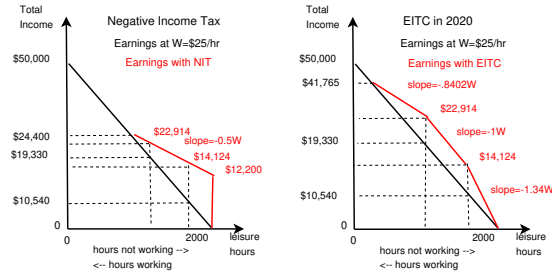 Total
Income
Negative Income Tax
Earnings at W=$25/hr
Earnings with NIT
$50,000
$24,400
$19,330
$10,540
0
$22,914
slope=-0.5W
$14,124
$12,200
0
2000
leisure
hours
hours not working -->
<-- hours working
Total
Income
EITC in 2020
Earnings at W=$25/hr
Earnings with EITC
$50,000
$41,765
$19,330
$10,540
0
slope=-.8402W
$22,914
slope=-1W
$14,124
slope=-1.34W
0
2000
leisure
hours
hours not working -->
<-- hours working